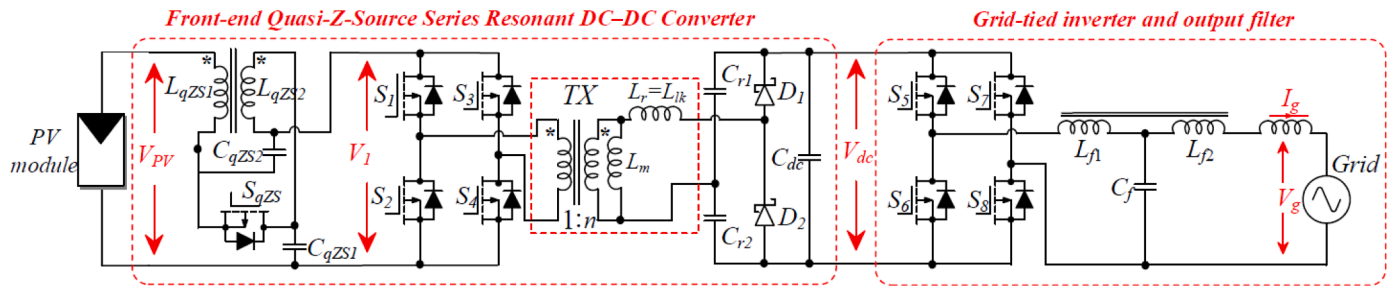 Front-end Quasi-Z-Source Series Resonant DC–DC Converter
Grid-tied inverter and output filter
PV
module
V_PV
L_qZS1
L_qZS2
C_qZS2
S_qZS
C_qZS1
V_1
S_1
S_3
S_2
S_4
TX
L_r=L_lk
L_m
1:n
C_r1
C_r2
D_1
D_2
C_dc
V_dc
S_5
S_7
S_6
S_8
L_f1
L_f2
C_f
I_g
V_g
Grid